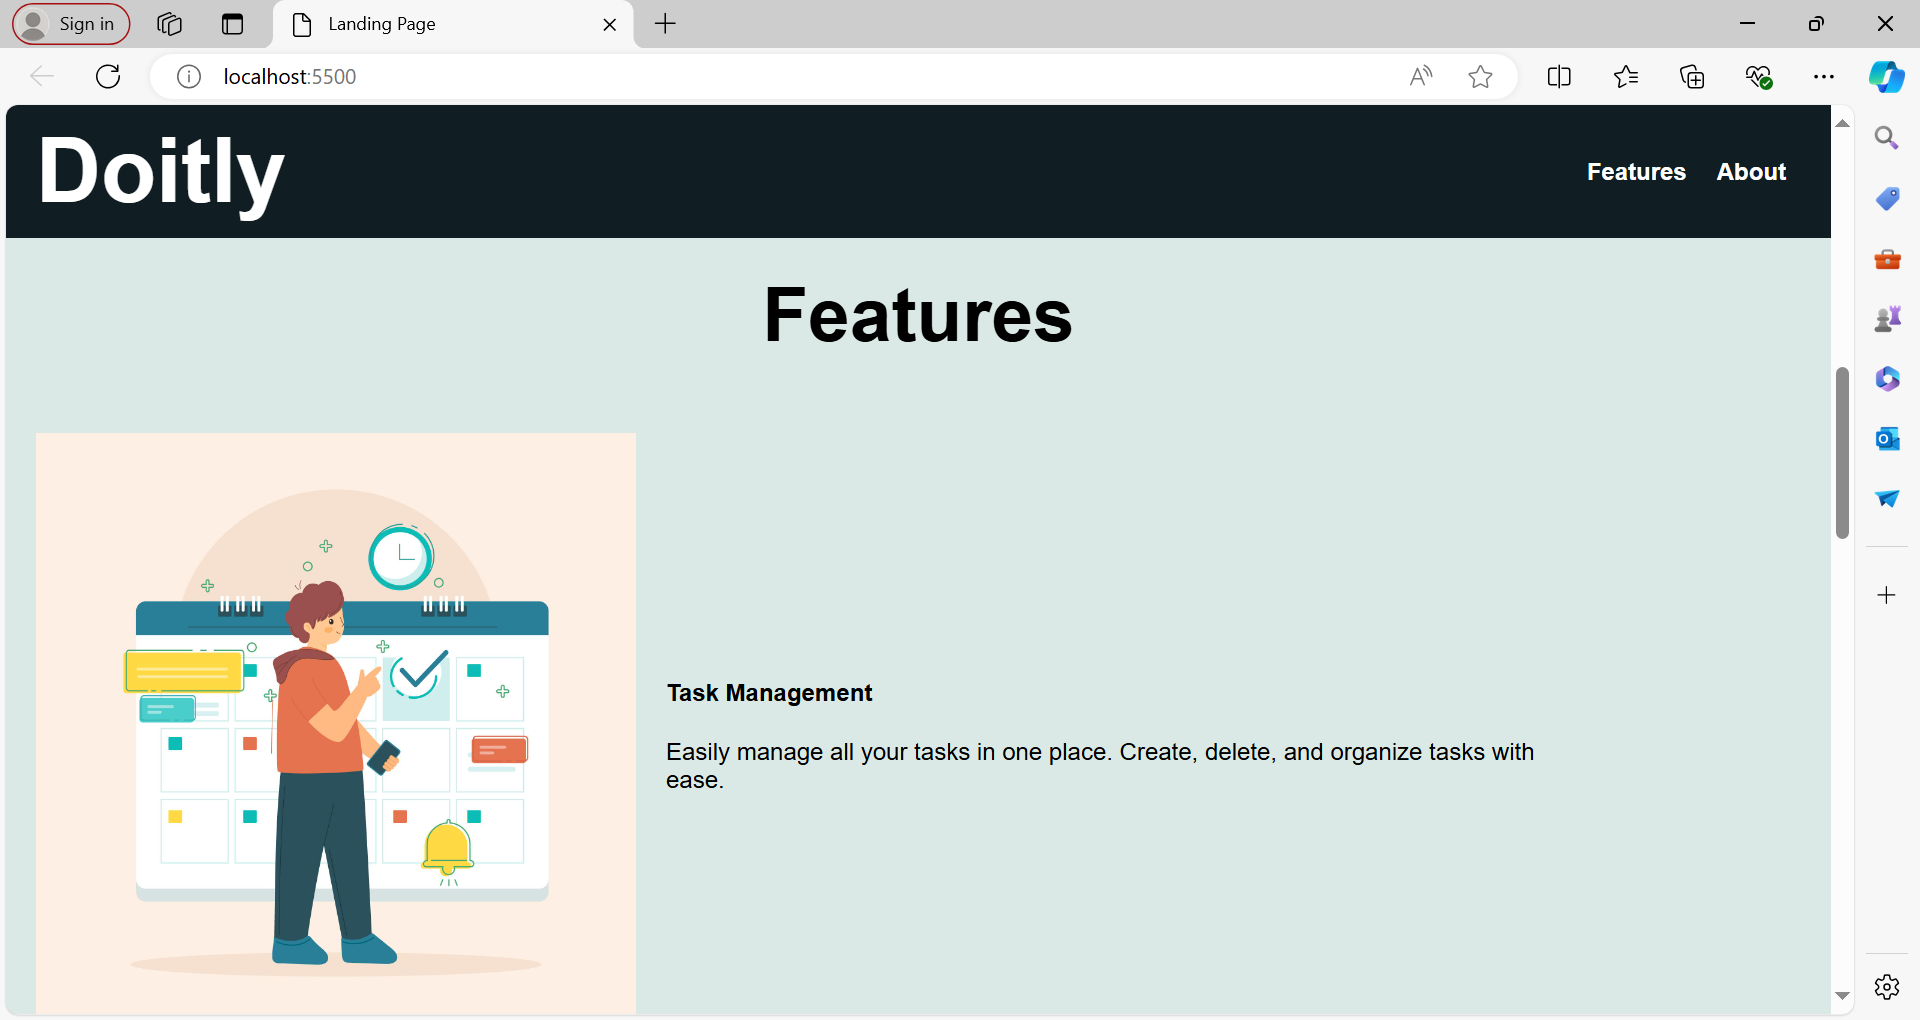 Sign in
Landing Page
localhost:5500
Doitly
Features About
Features
Task Management
Easily manage all your tasks in one place. Create, delete, and organize tasks with
ease.